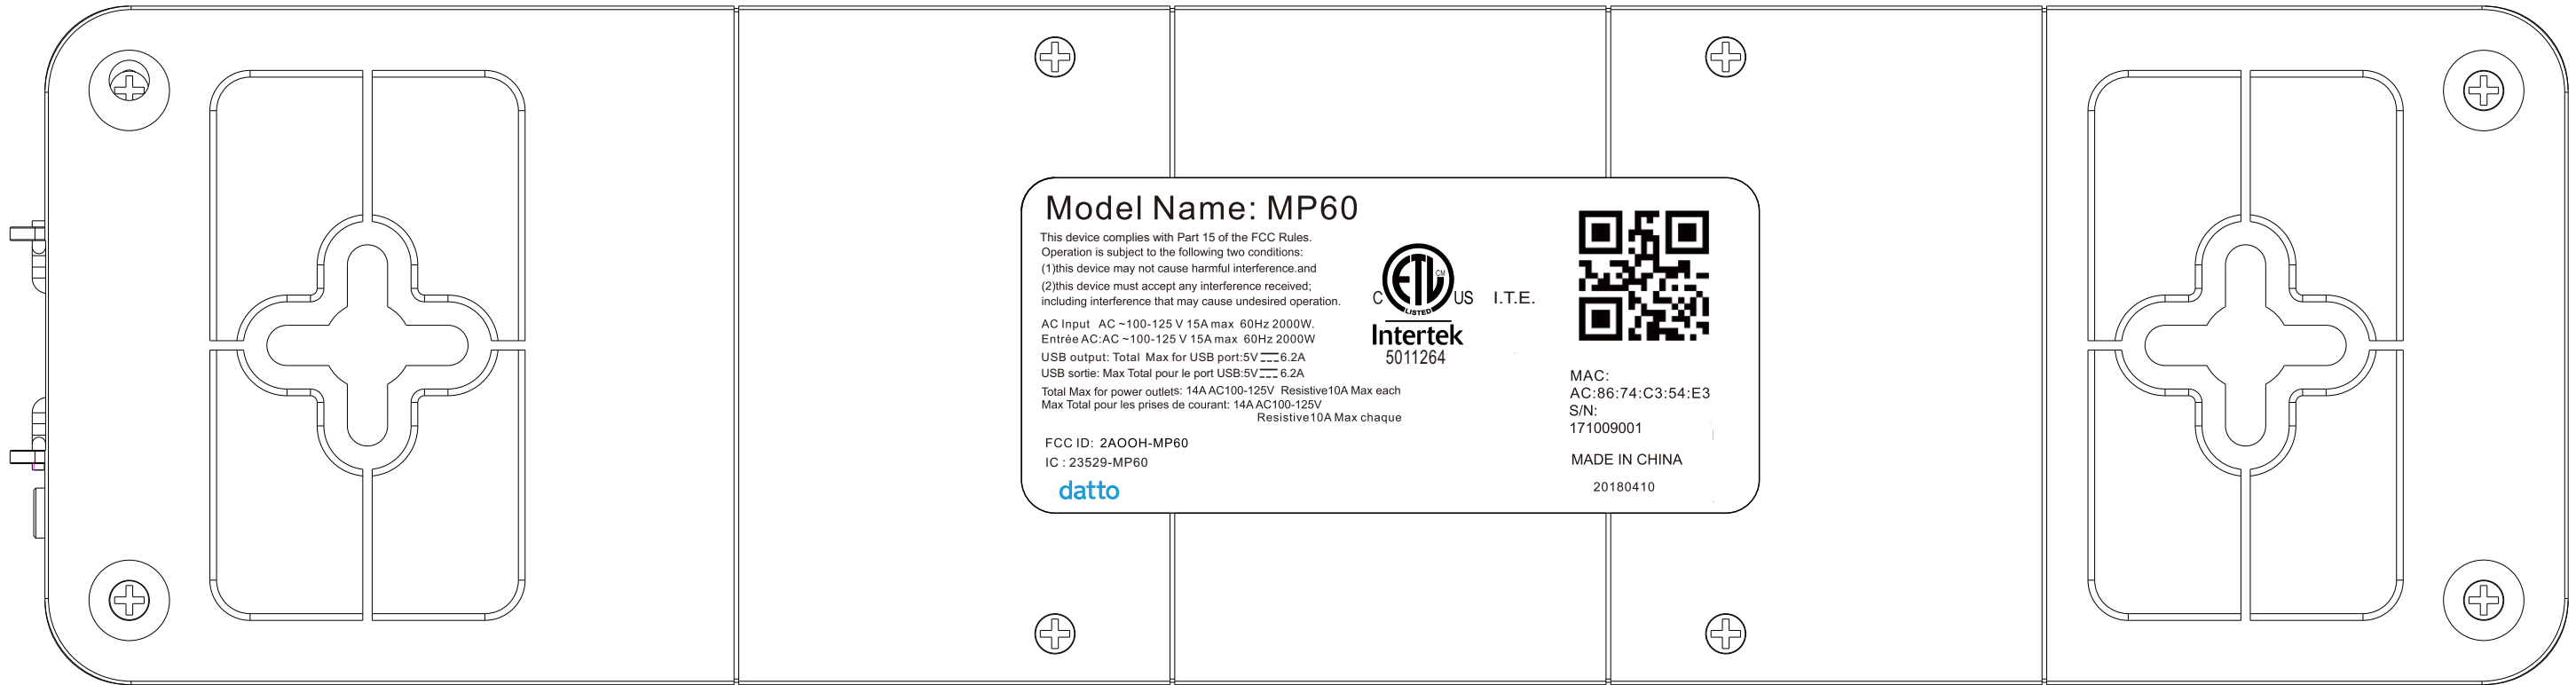 Model Name: MP60
This device complies with Part 15 of the FCC Rules.
Operation is subject to the following two conditions:
(1)this device may not cause harmful interference.and
(2)this device must accept any interference received;
including interference that may cause undesired operation.
AC Input AC ~100-125 V 15A max 60Hz 2000W.
Entrée AC:AC ~100-125 V 15A max 60Hz 2000W
USB output: Total Max for USB port:5V ⎓ 6.2A
USB sortie: Max Total pour le port USB:5V ⎓ 6.2A
Total Max for power outlets: 14A AC100-125V Resistive10A Max each
Max Total pour les prises de courant: 14A AC100-125V
Resistive10A Max chaque
FCC ID: 2AOOH-MP60
IC : 23529-MP60
datto
ETL CM
LISTED
C US I.T.E.
Intertek
5011264
MAC:
AC:86:74:C3:54:E3
S/N:
171009001
MADE IN CHINA
20180410